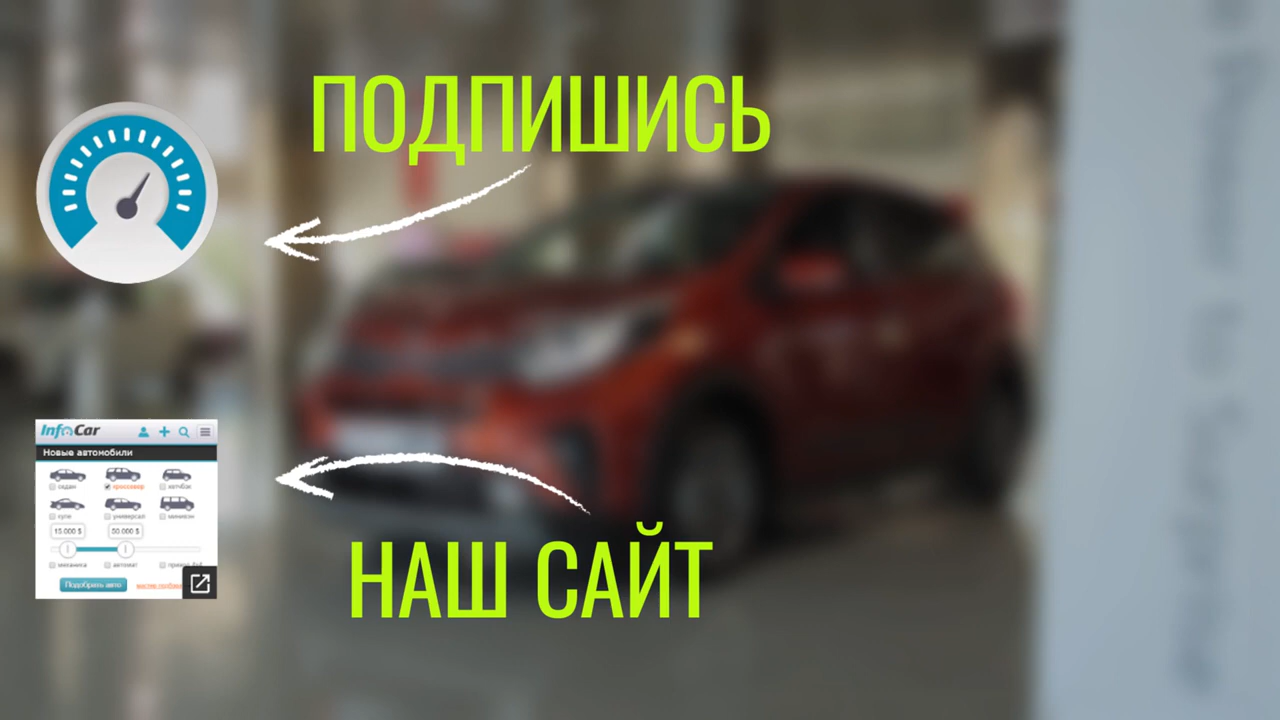 ПОДПИШИСЬ
InfoCar
Новые автомобили
седан
кроссовер
хетчбэк
купе
универсал
минивэн
15 000 $
50 000 $
механика
автомат
Подобрать авто
НАШ САЙТ